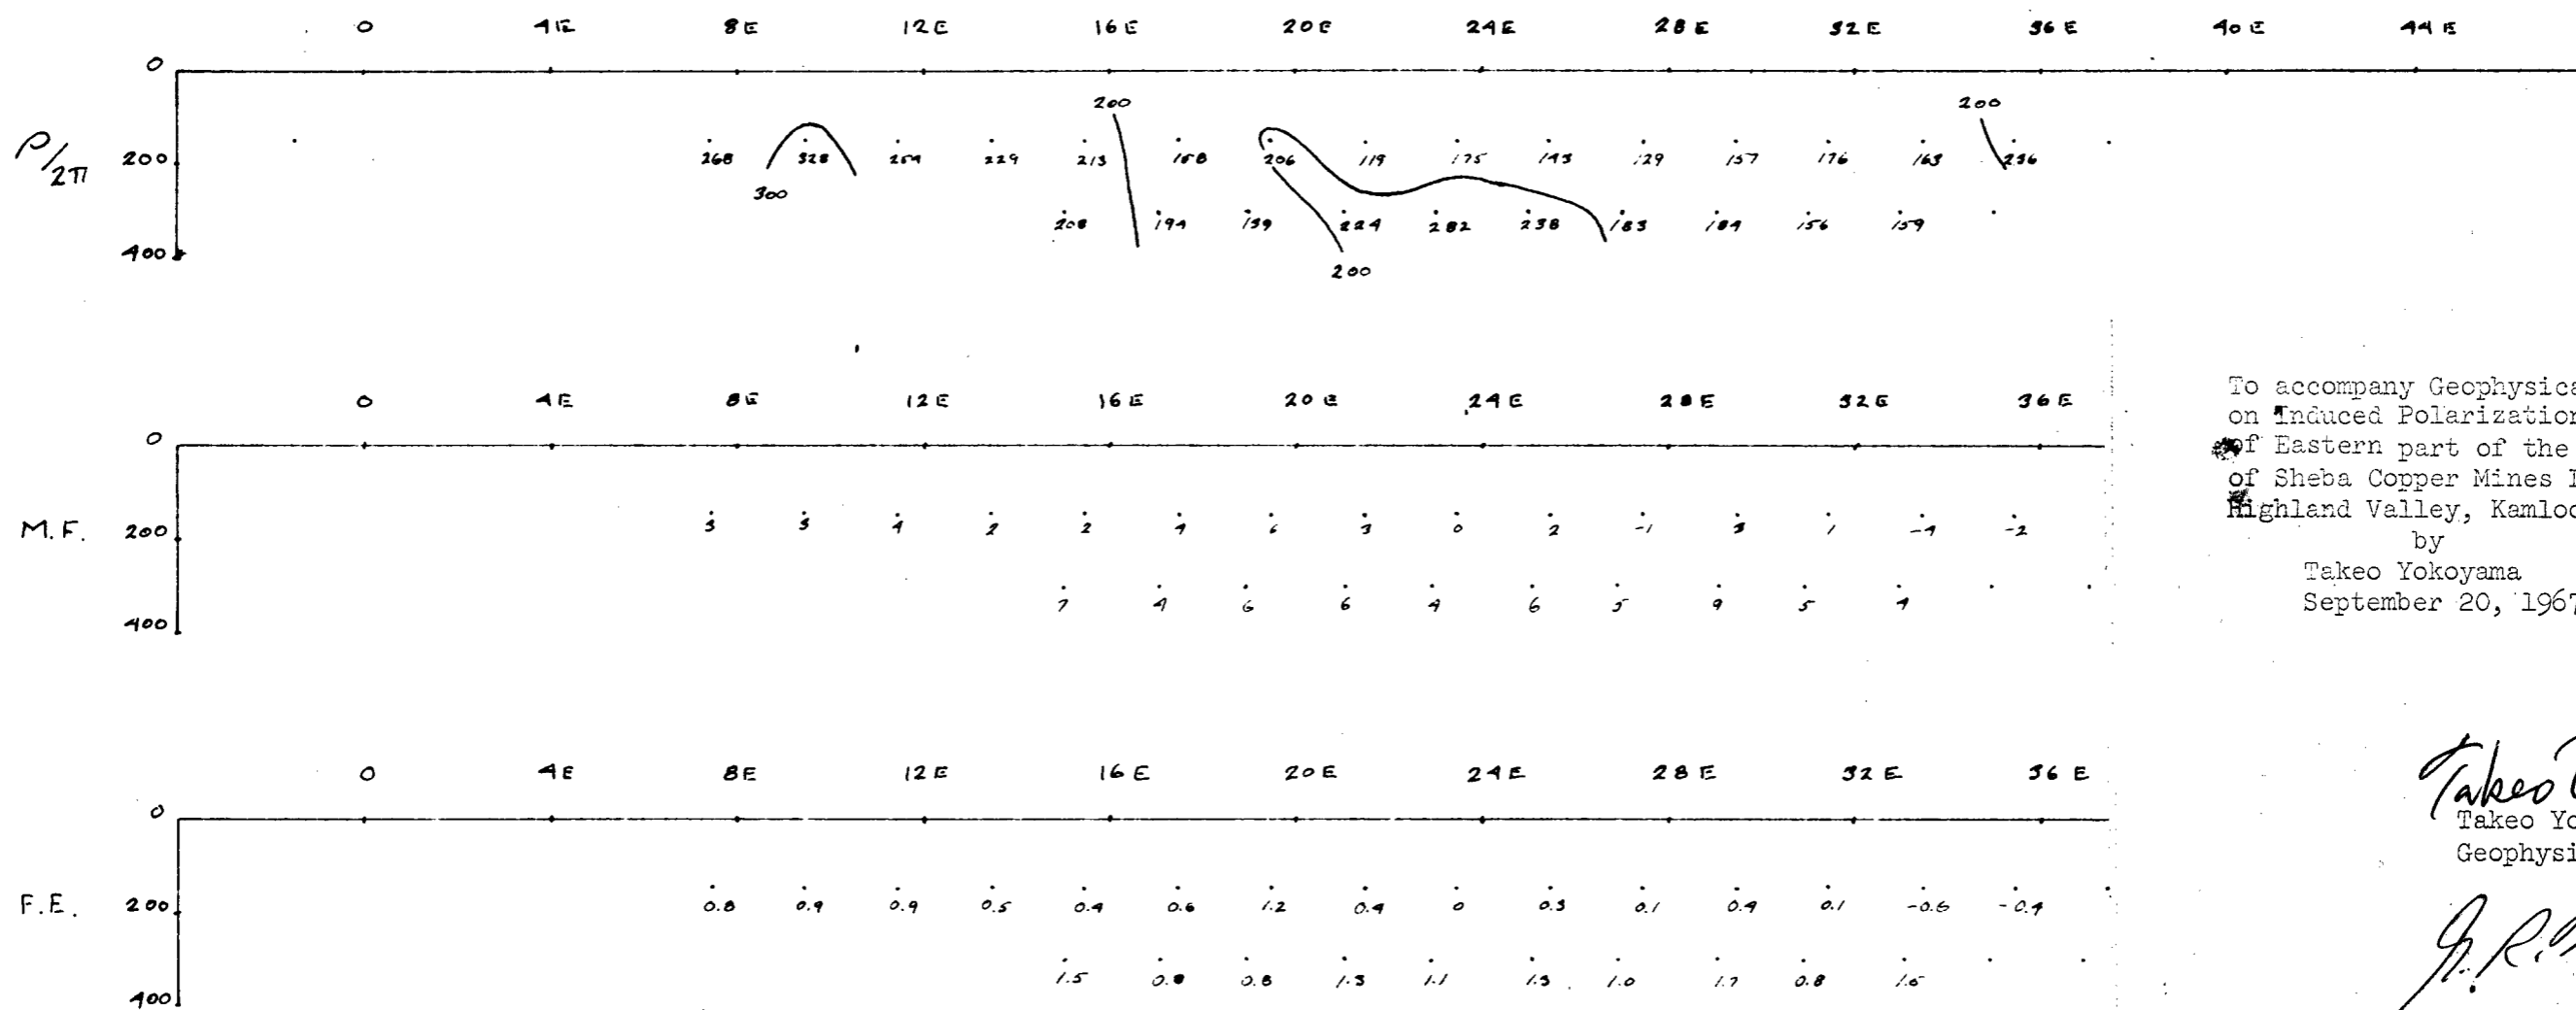 0 4E 8E 12E 16E 20E 24E 28E 32E 36E 40E 44E
0
200 200
ρ/2π 200 268 328 254 229 213 158 206 119 175 143 129 157 176 163 236
300
208 194 139 224 282 238 183 184 156 159
400
200
0 4E 8E 12E 16E 20E 24E 28E 32E 36E
0
M.F. 200 3 3 4 2 2 4 6 3 0 2 -1 3 1 -4 -2
7 4 6 6 4 6 5 9 5 4
400
To accompany Geophysica
on Induced Polarization
of Eastern part of the
of Sheba Copper Mines
Highland Valley, Kamloo
by
Takeo Yokoyama
September 20, 1967
0 4E 8E 12E 16E 20E 24E 28E 32E 36E
0
F.E. 200 0.8 0.9 0.9 0.5 0.4 0.6 1.2 0.4 0 0.3 0.1 0.4 0.1 -0.6 -0.4
1.5 0.8 0.8 1.3 1.1 1.3 1.0 1.7 0.8 1.5
400
Takeo
Takeo Yo
Geophysi